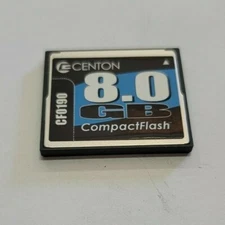 CENTON
8.0
GB
CompactFlash
CF0190